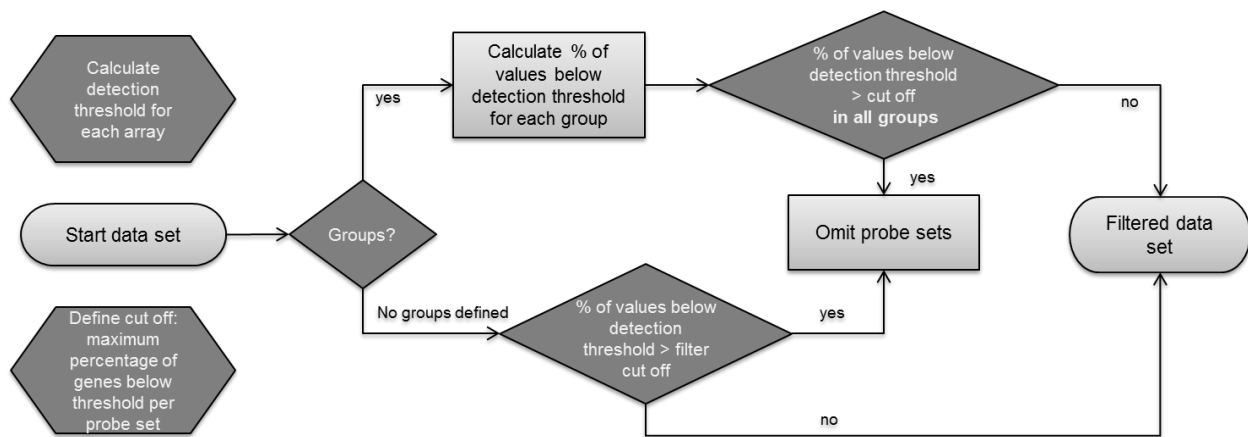 Calculate
detection
threshold for
each array
Start data set
Define cut off:
maximum
percentage of
genes below
threshold per
probe set
Groups?
yes
No groups defined
Calculate % of
values below
detection threshold
for each group
% of values below
detection threshold
> cut off
in all groups
no
yes
Omit probe sets
Filtered data
set
% of values below
detection
threshold > filter
cut off
yes
no